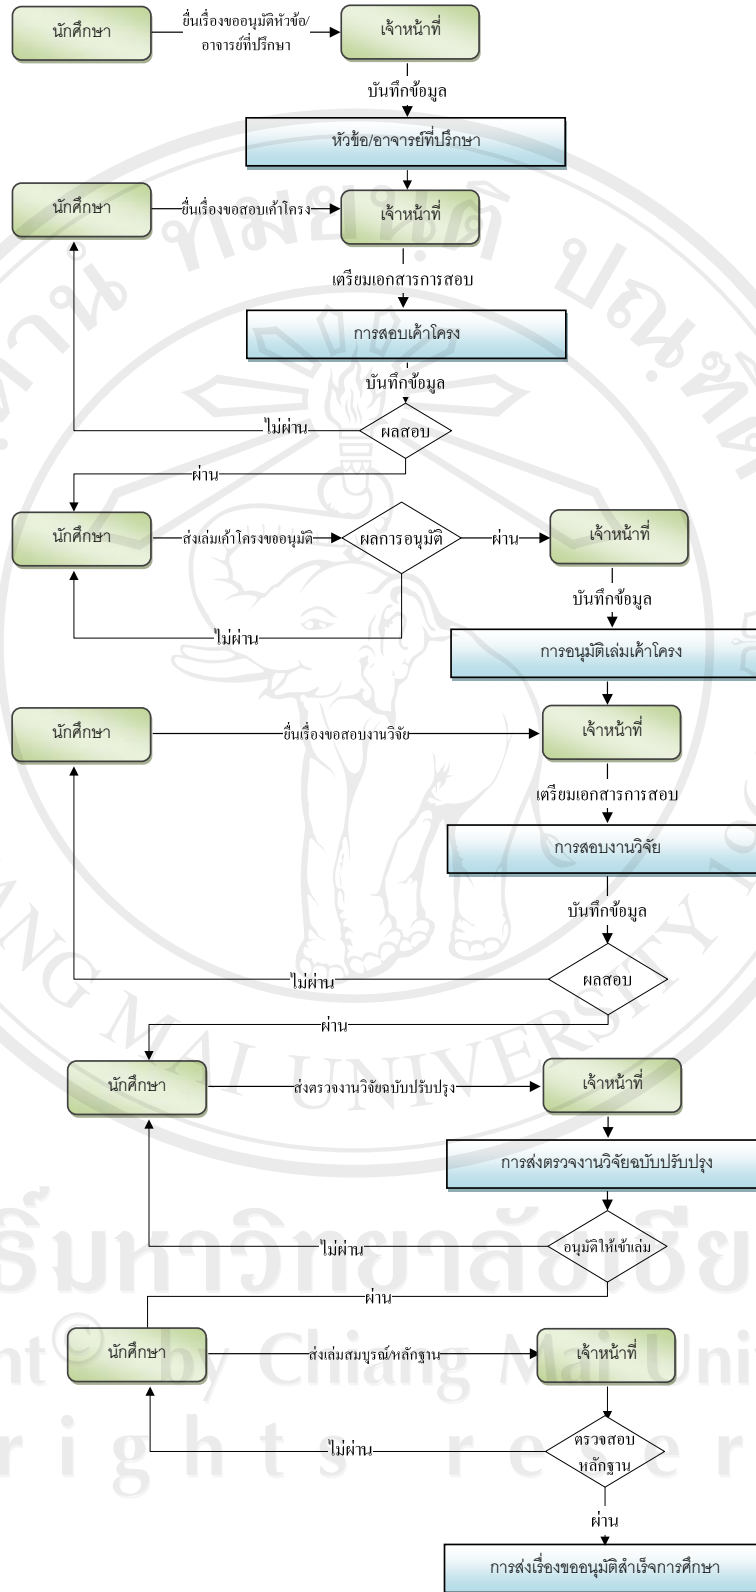 นักศึกษา
ยื่นเรื่องขออนุมัติหัวข้อ/
อาจารย์ที่ปรึกษา
เจ้าหน้าที่
บันทึกข้อมูล
หัวข้อ/อาจารย์ที่ปรึกษา
นักศึกษา
ยื่นเรื่องขอสอบเค้าโครง
เจ้าหน้าที่
เตรียมเอกสารการสอบ
การสอบเค้าโครง
บันทึกข้อมูล
ไม่ผ่าน
ผลสอบ
ผ่าน
นักศึกษา
ส่งเล่มเค้าโครงขออนุมัติ
ผลการอนุมัติ
ผ่าน
เจ้าหน้าที่
บันทึกข้อมูล
ไม่ผ่าน
การอนุมัติเล่มเค้าโครง
นักศึกษา
ยื่นเรื่องขอสอบงานวิจัย
เจ้าหน้าที่
เตรียมเอกสารการสอบ
การสอบงานวิจัย
บันทึกข้อมูล
ไม่ผ่าน
ผลสอบ
ผ่าน
นักศึกษา
ส่งตรวจงานวิจัยฉบับปรับปรุง
เจ้าหน้าที่
การส่งตรวจงานวิจัยฉบับปรับปรุง
ไม่ผ่าน
อนุมัติให้เข้าเล่ม
ผ่าน
นักศึกษา
ส่งเล่มสมบูรณ์/หลักฐาน
เจ้าหน้าที่
ไม่ผ่าน
ตรวจสอบ
หลักฐาน
ผ่าน
การส่งเรื่องขออนุมัติสำเร็จการศึกษา
ANG MAI UNIVERSITY 196
ธิ์มหาวิทยาลัยเชีย
nt © by Chiang Mai Uni
r i g h t s r e s e r